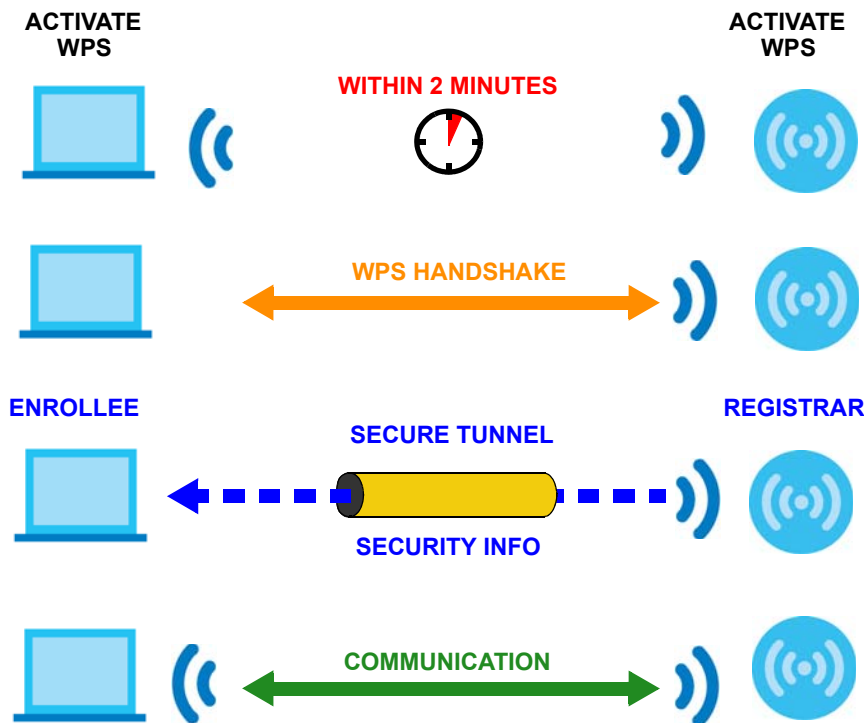 ACTIVATE
WPS
ACTIVATE
WPS
WITHIN 2 MINUTES
WPS HANDSHAKE
ENROLLEE
REGISTRAR
SECURE TUNNEL
SECURITY INFO
COMMUNICATION